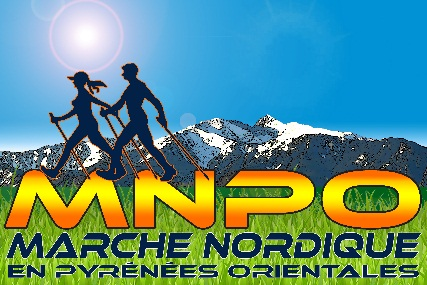 MNPO
MARCHE NORDIQUE
EN PYRÉNÉES ORIENTALES